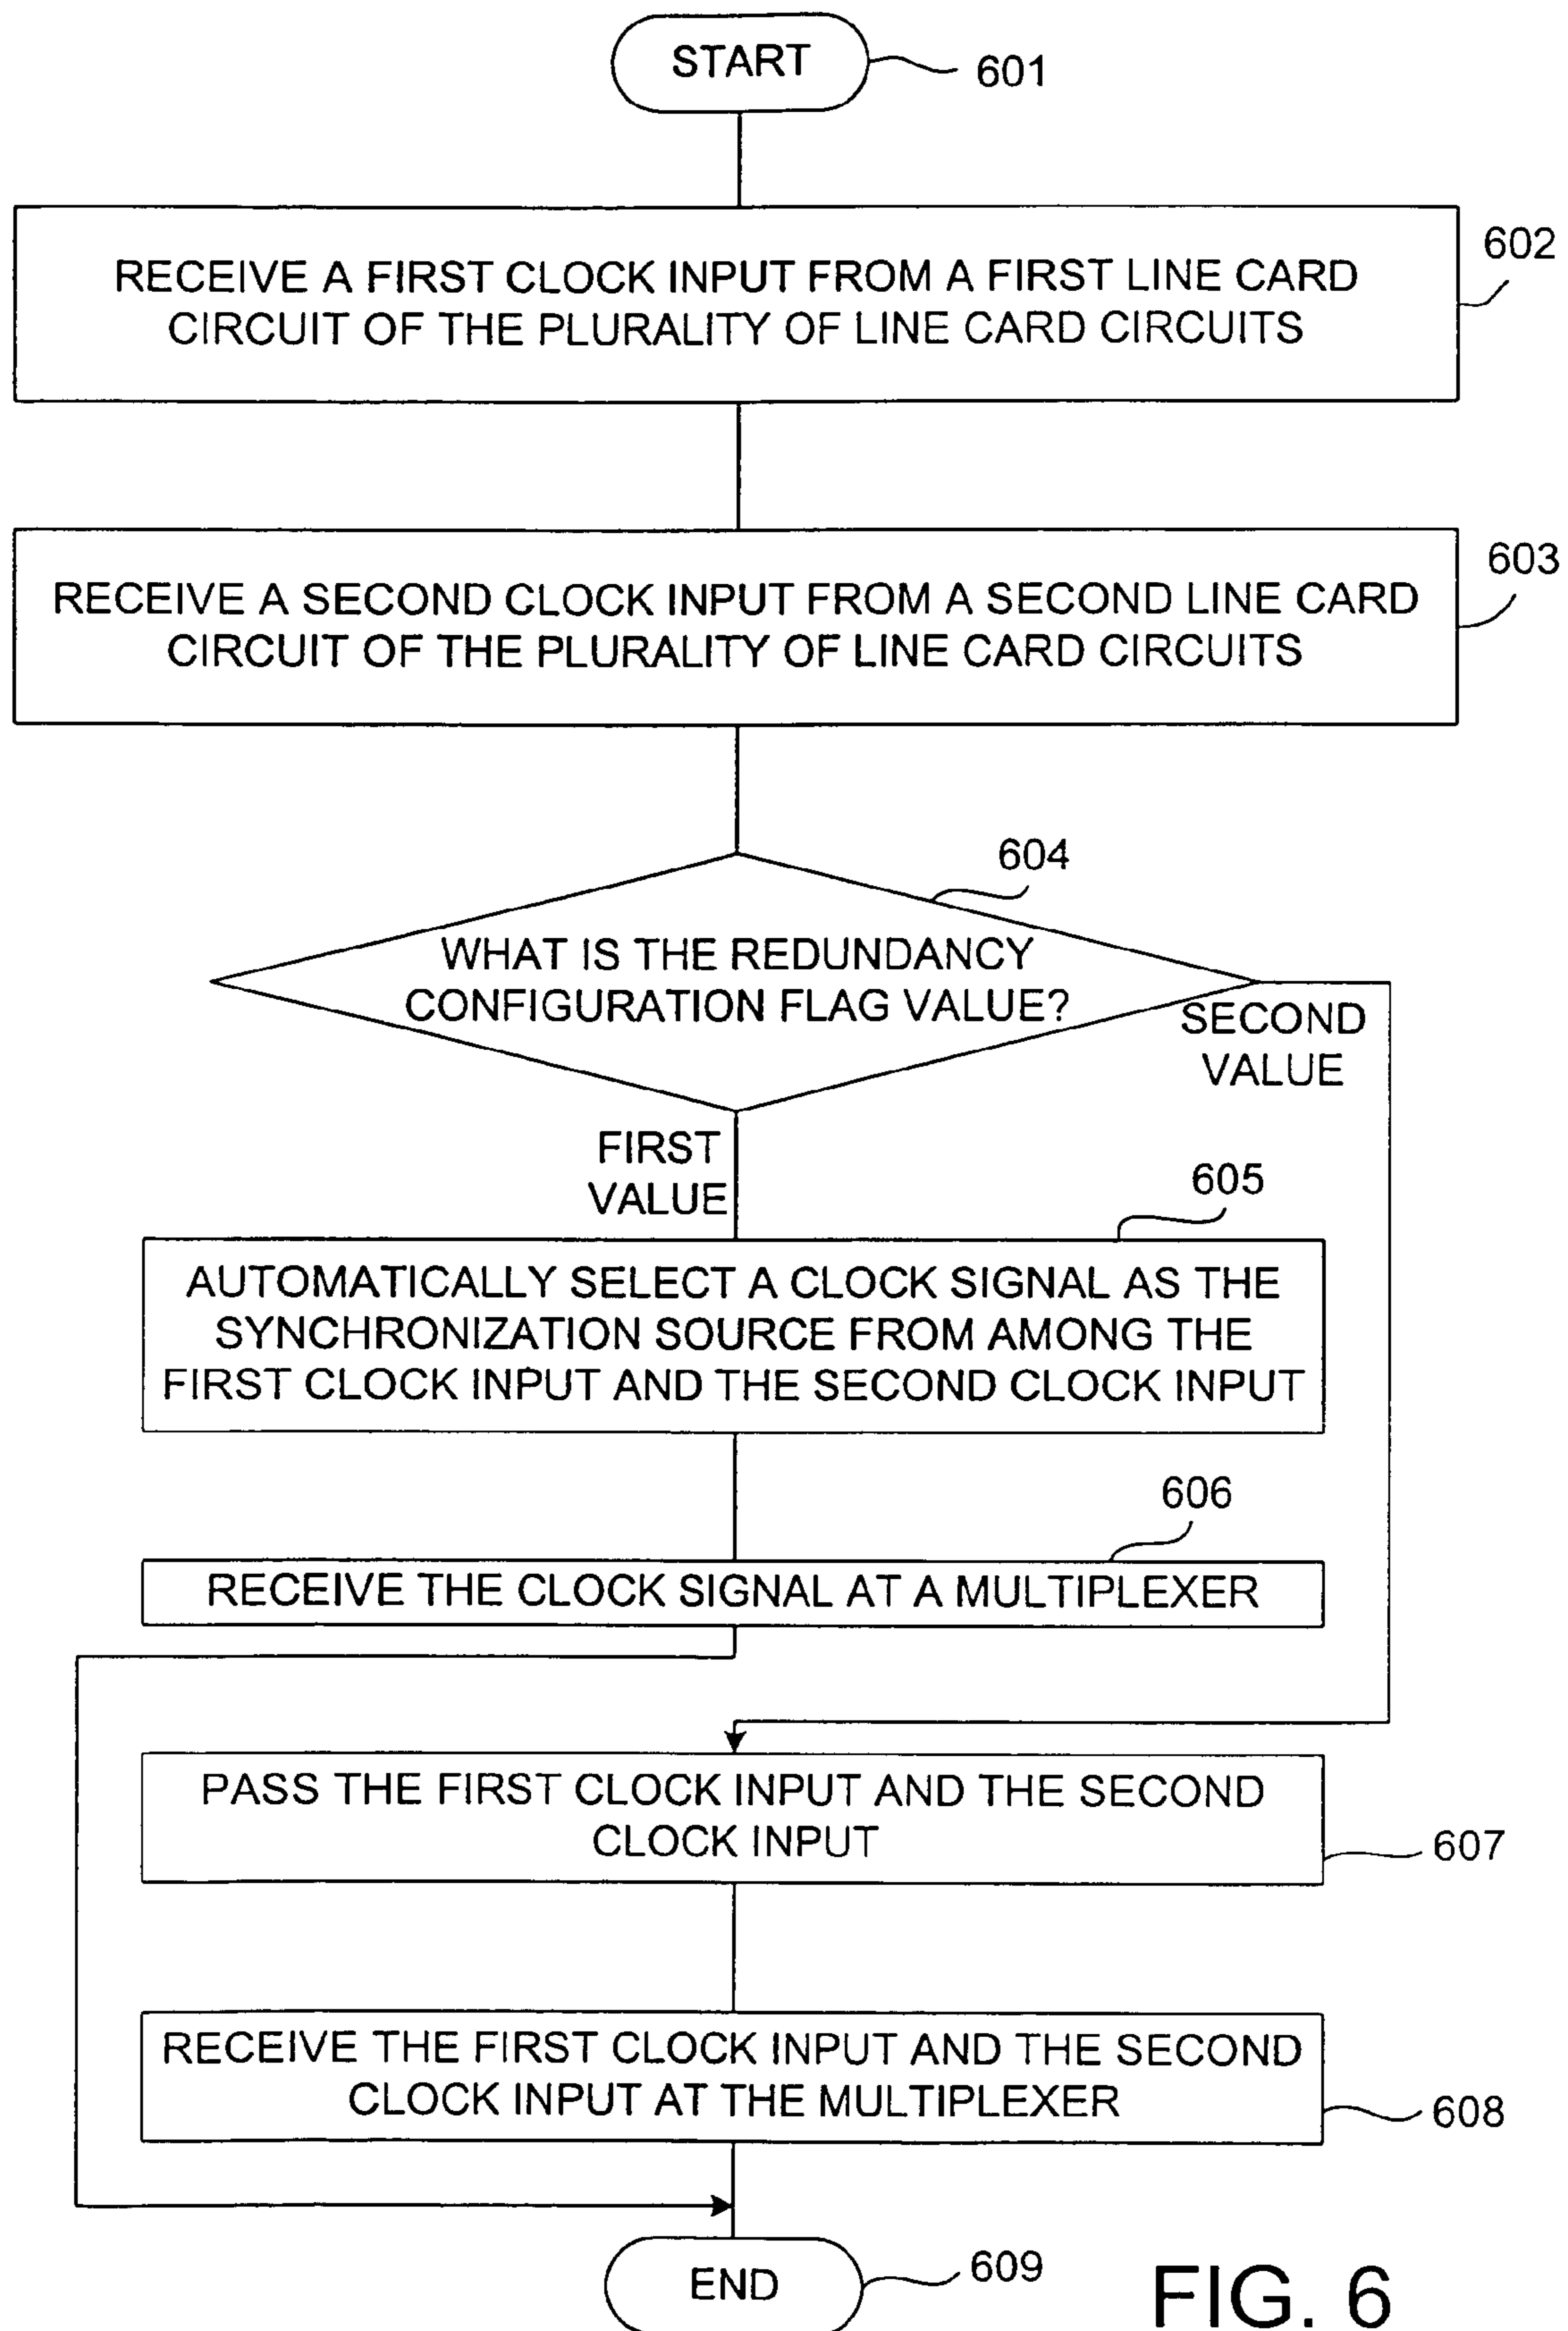 START
601
RECEIVE A FIRST CLOCK INPUT FROM A FIRST LINE CARD
CIRCUIT OF THE PLURALITY OF LINE CARD CIRCUITS
602
RECEIVE A SECOND CLOCK INPUT FROM A SECOND LINE CARD
CIRCUIT OF THE PLURALITY OF LINE CARD CIRCUITS
603
604
WHAT IS THE REDUNDANCY
CONFIGURATION FLAG VALUE?
SECOND
VALUE
FIRST
VALUE
605
AUTOMATICALLY SELECT A CLOCK SIGNAL AS THE
SYNCHRONIZATION SOURCE FROM AMONG THE
FIRST CLOCK INPUT AND THE SECOND CLOCK INPUT
606
RECEIVE THE CLOCK SIGNAL AT A MULTIPLEXER
PASS THE FIRST CLOCK INPUT AND THE SECOND
CLOCK INPUT
607
RECEIVE THE FIRST CLOCK INPUT AND THE SECOND
CLOCK INPUT AT THE MULTIPLEXER
608
END
609
FIG. 6